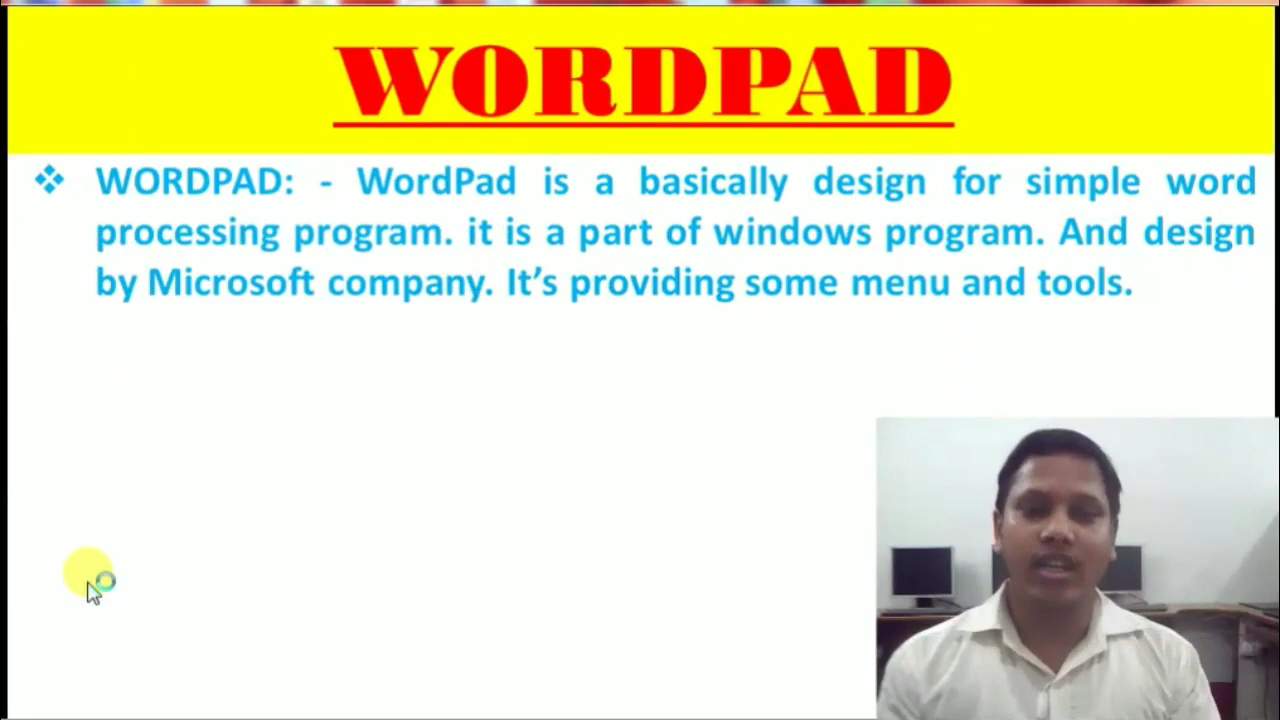 WORDPAD
WORDPAD: - WordPad is a basically design for simple word
processing program. it is a part of windows program. And design
by Microsoft company. It’s providing some menu and tools.